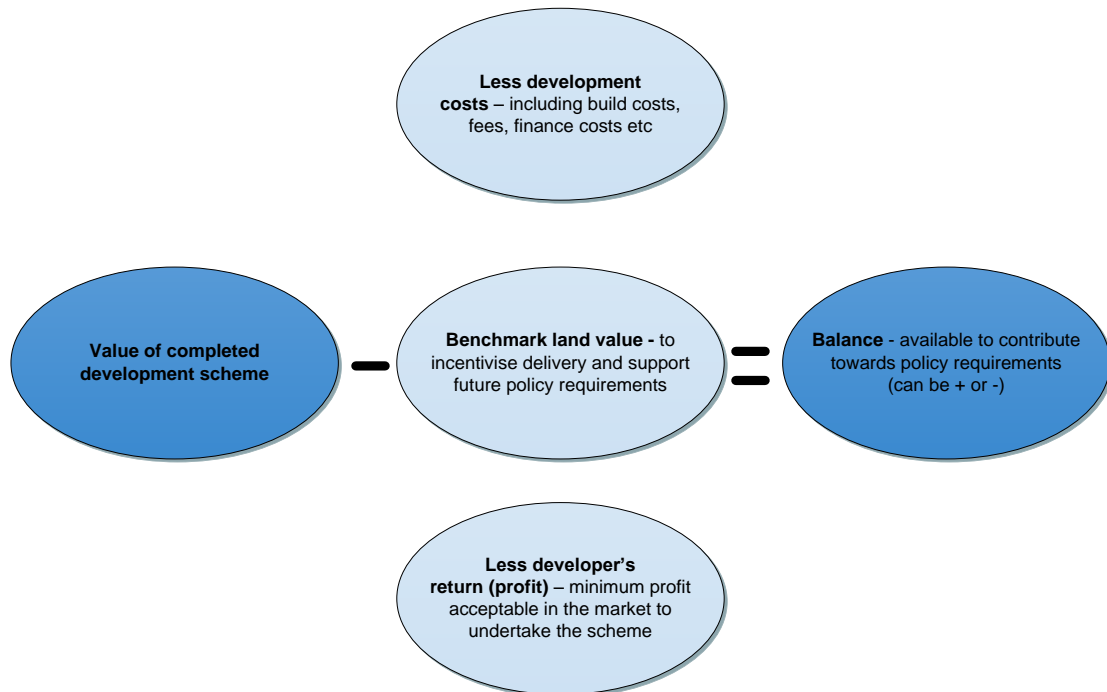 Less development
costs – including build costs,
fees, finance costs etc
Value of completed
development scheme
Benchmark land value - to
incentivise delivery and support
future policy requirements
Balance - available to contribute
towards policy requirements
(can be + or -)
Less developer’s
return (profit) – minimum profit
acceptable in the market to
undertake the scheme